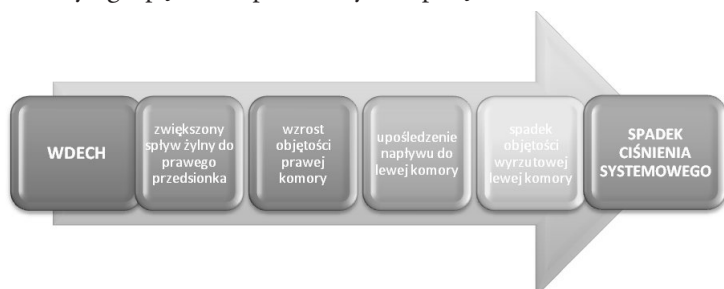 WDECH
zwiększony
spływ żylny do
prawego
przedsionka
wzrost
objętości
prawej
komory
upośledzenie
napływu do
lewej komory
spadek
objętości
wyrzutowej
lewej komory
SPADEK
CIŚNIENIA
SYSTEMOWEGO